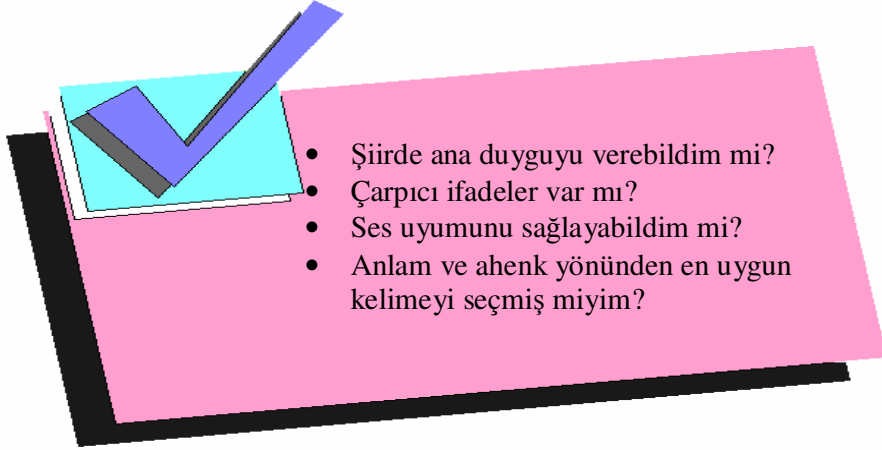 • Şiirde ana duyguyu verebildim mi?
• Çarpıcı ifadeler var mı?
• Ses uyumunu sağlayabildim mi?
• Anlam ve ahenk yönünden en uygun
kelimeyi seçmiş miyim?